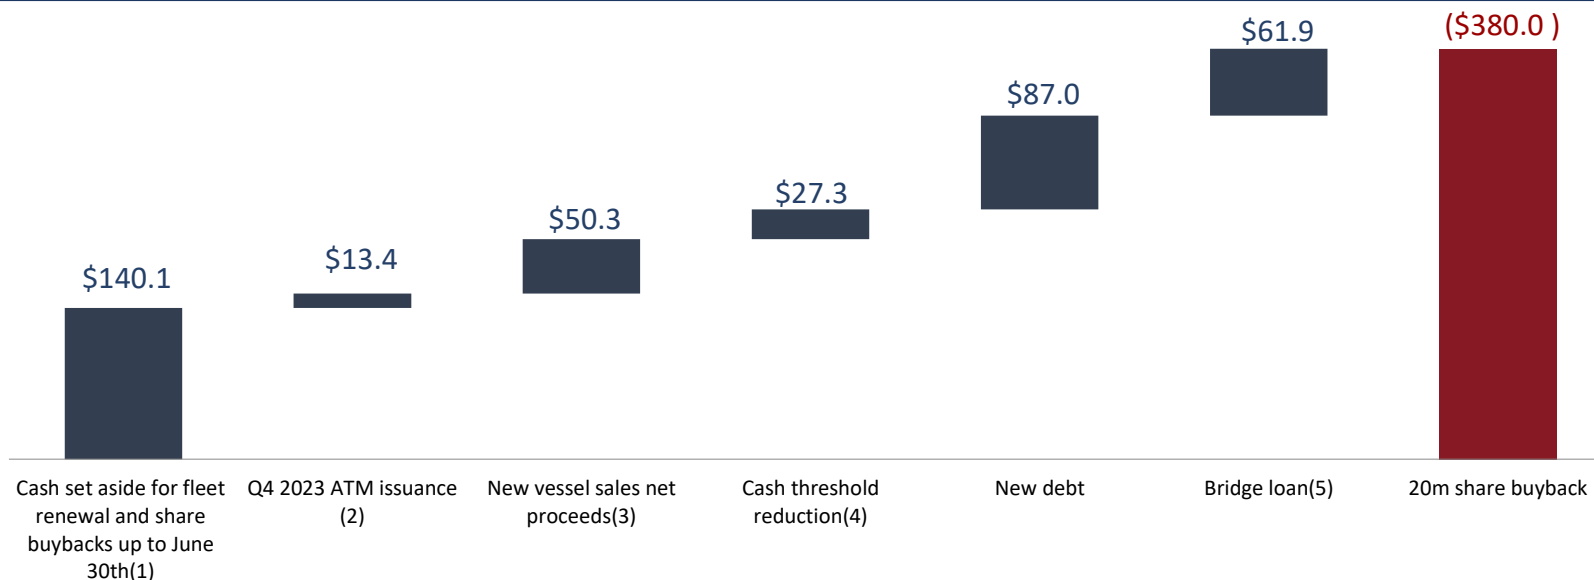 $140.1
$13.4
$50.3
$27.3
$87.0
$61.9
($380.0 )
Cash set aside for fleet
renewal and share
buybacks up to June
30th(1)
Q4 2023 ATM issuance
(2)
New vessel sales net
proceeds(3)
Cash threshold
reduction(4)
New debt
Bridge loan(5)
20m share buyback